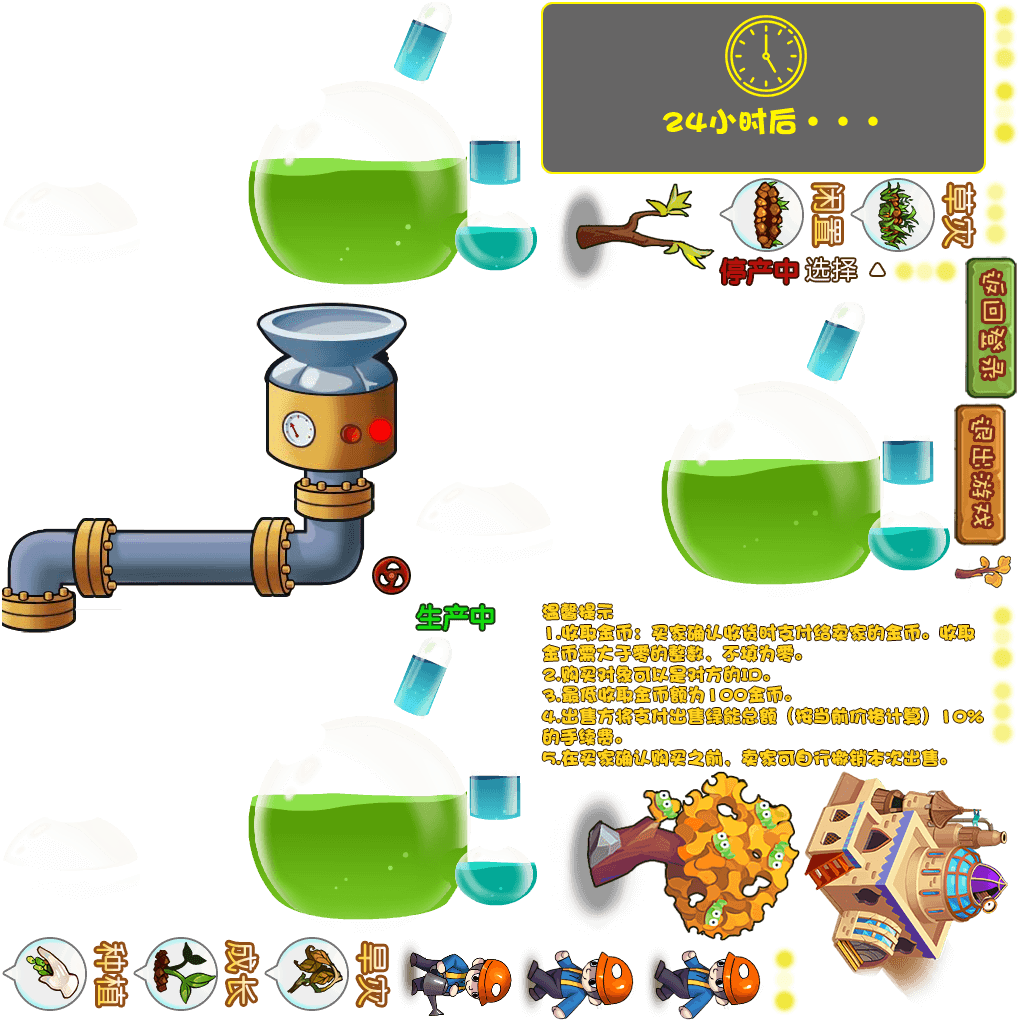 24小时后···
闲置
草灾
停产中
选择
返回登录
退出游戏
生产中
温馨提示
1.收取金币：买家确认收货时支付给卖家的金币。收取
金币需大于零的整数，不填为零。
2.购买对象可以是对方的ID。
3.最低收取金币额为100金币。
4.出售方将支付出售绿能总额（按当前价格计算）10%
的手续费。
5.在买家确认购买之前，卖家可自行撤销本次出售。
种植
成长
旱灾